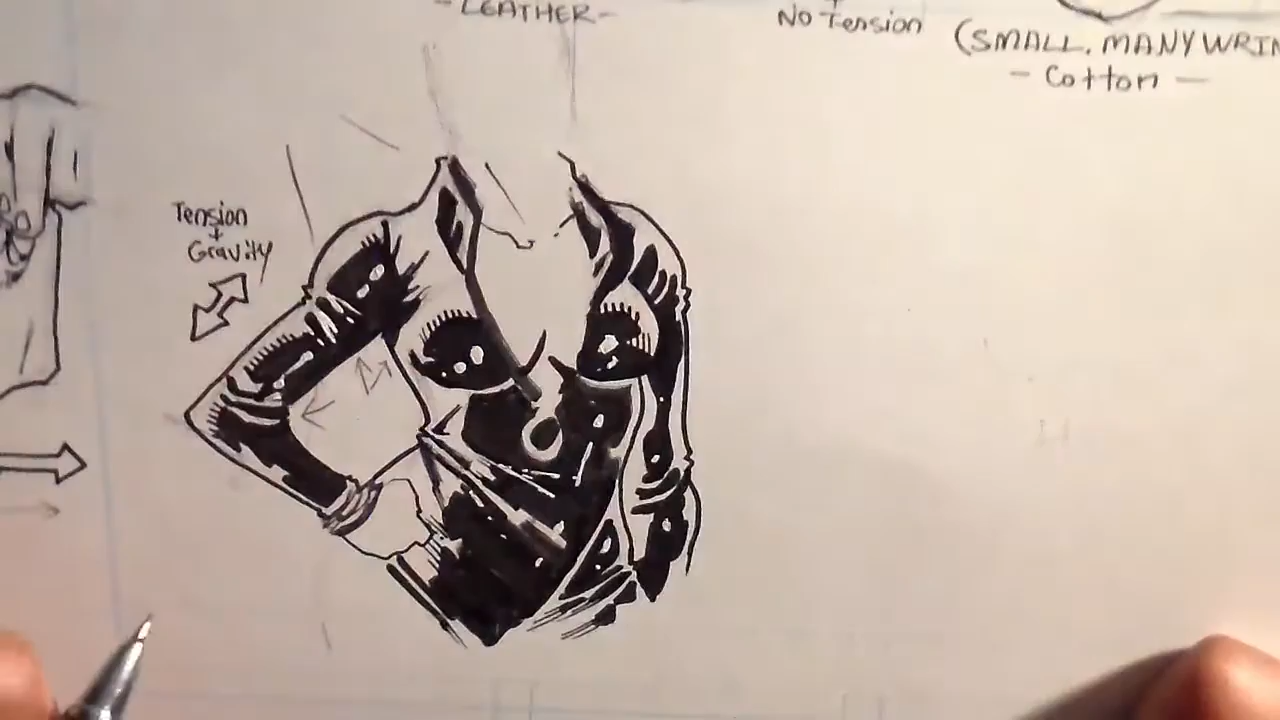 - LEATHER -
No Tension
(SMALL, MANY WRIN
- Cotton -
Tension
+
Gravity